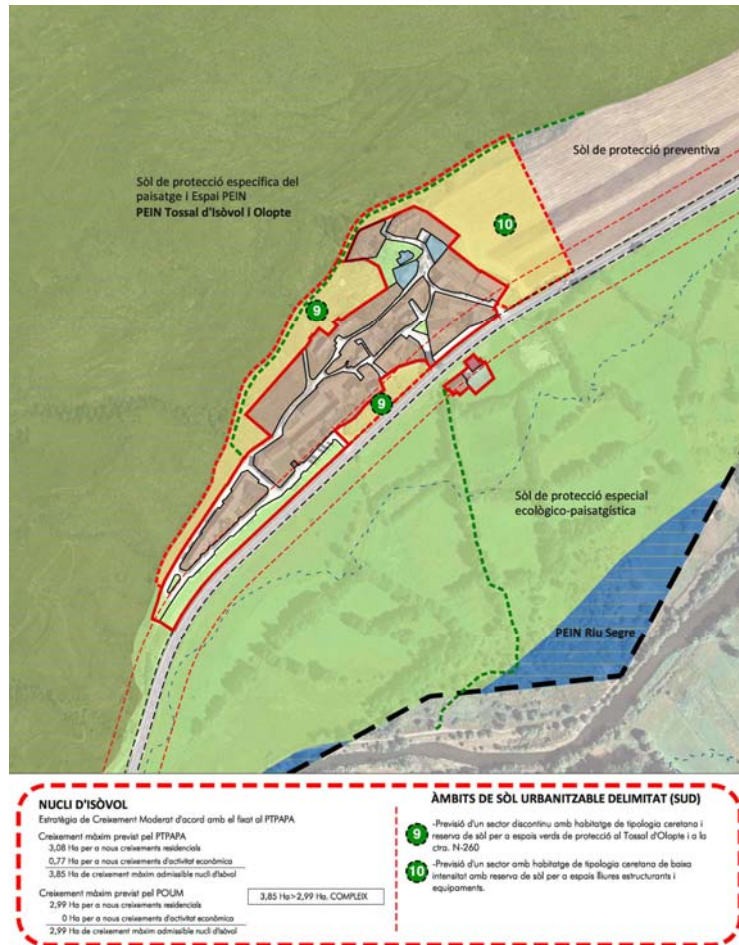 Sòl de protecció preventiva
Sòl de protecció específica del
paisatge i Espai PEIN
PEIN Tossal d'Isòvol i Olopte
10
9
9
Sòl de protecció especial
ecològico-paisatgística
PEIN Riu Segre
NUCLI D'ISÒVOL
Estratègia de Creixement Moderat d'acord amb el fixat al PTPAPA
Creixement màxim previst pel PTPAPA
3,08 Ha per a nous creixements residencials
0,77 Ha per a nous creixements d'activitat econòmica
3,85 Ha de creixement màxim admissible nucli d'Isòvol
Creixement màxim previst pel POUM
2,99 Ha per a nous creixements residencials
0 Ha per a nous creixements d'activitat econòmica
2,99 Ha de creixement màxim admissible nucli d'Isòvol
3,85 Ha>2,99 Ha. COMPLEIX
ÀMBITS DE SÒL URBANITZABLE DELIMITAT (SUD)
9
-Previsió d'un sector discontinu amb habitatge de tipologia ceretana i
reserva de sòl per a espais verds de protecció al Tossal d'Olopte i a la
ctra. N-260
10
-Previsió d'un sector amb habitatge de tipologia ceretana de baixa
intensitat amb reserva de sòl per a espais lliures estructurants i
equipaments.